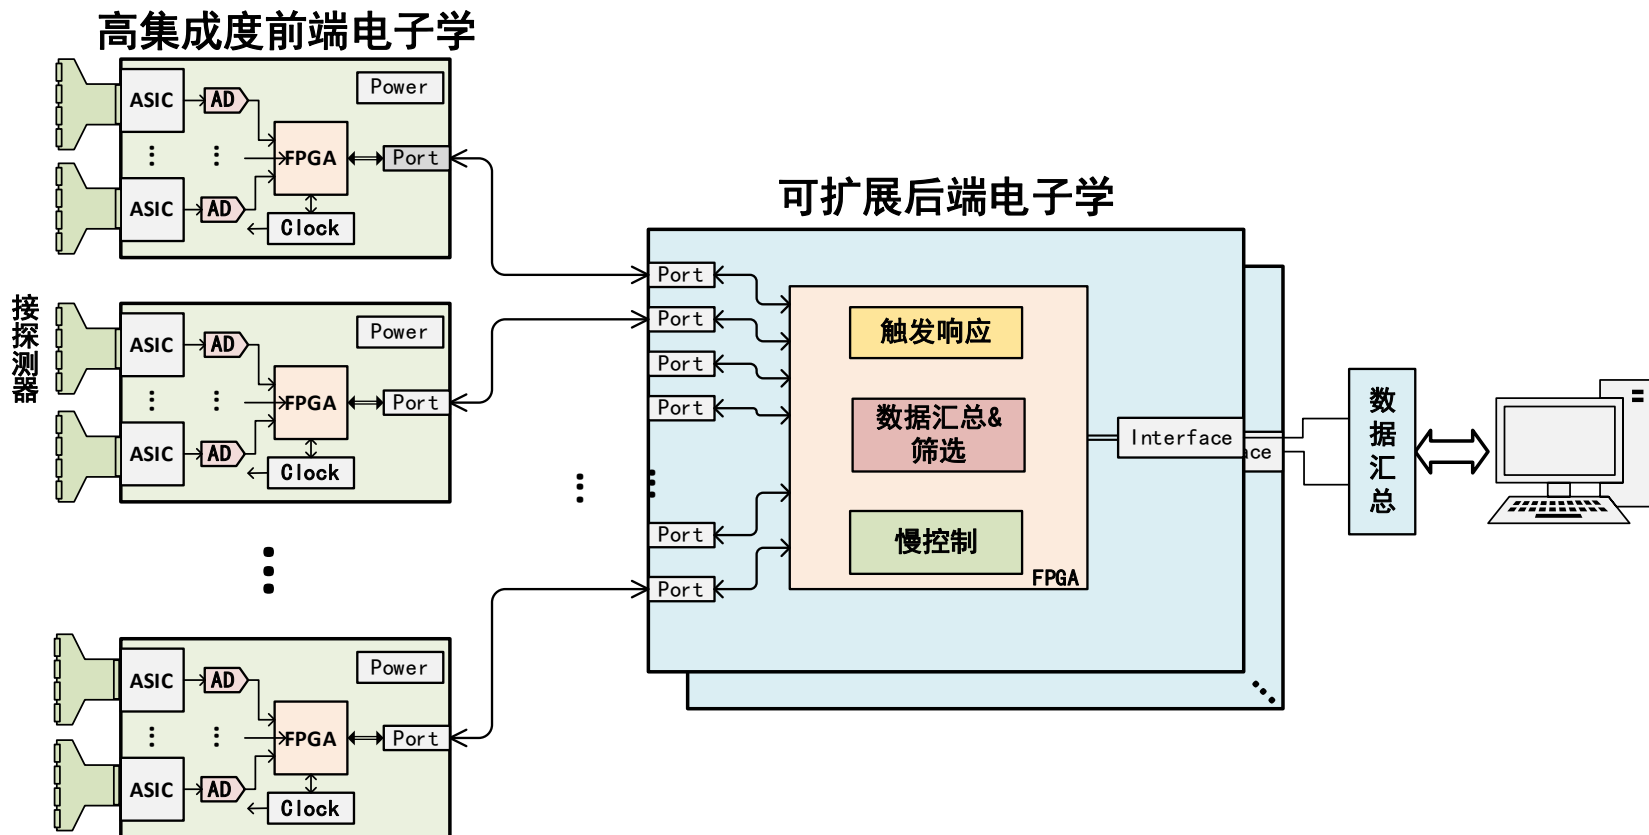 高集成度前端电子学
ASIC
AD
Power
FPGA
Port
ASIC
AD
Clock
接探测器
ASIC
AD
Power
FPGA
Port
ASIC
AD
Clock
ASIC
AD
Power
FPGA
Port
ASIC
AD
Clock
可扩展后端电子学
Port
Port
Port
Port
Port
Port
触发响应
数据汇总&
筛选
慢控制
FPGA
Interface
ace
数据汇总